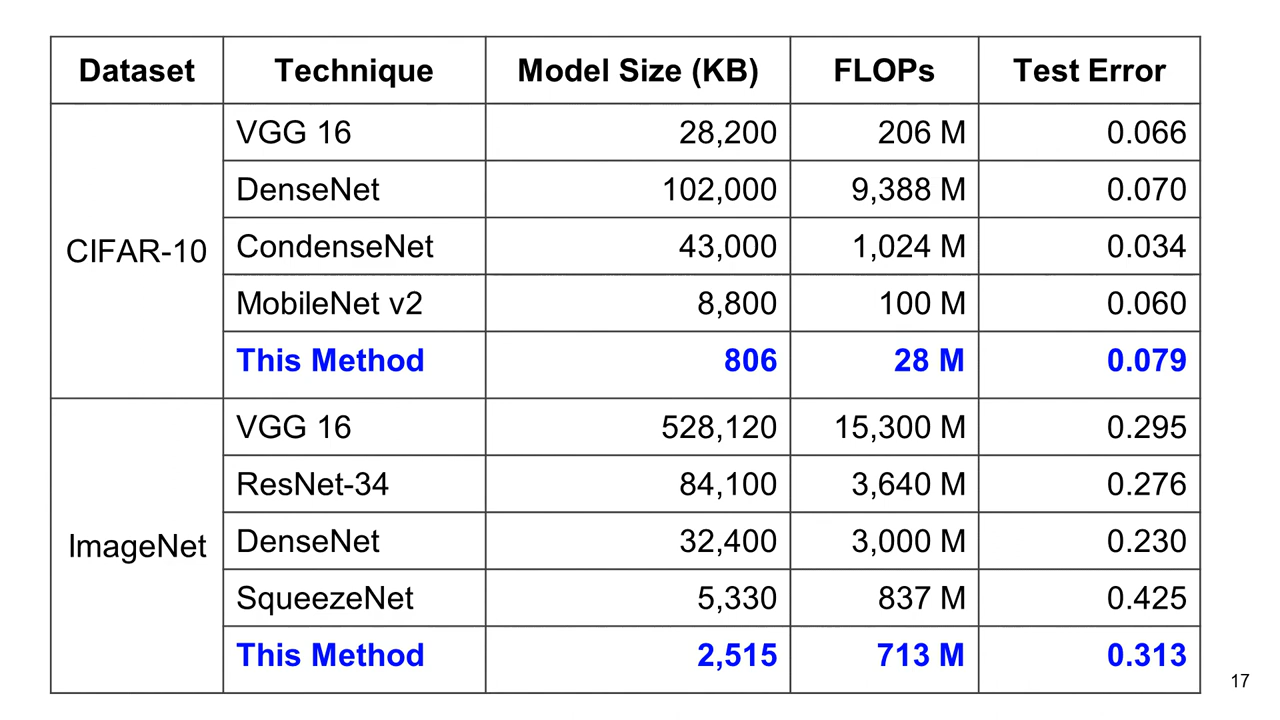 Dataset Technique Model Size (KB) FLOPs Test Error
CIFAR-10
VGG 16 28,200 206 M 0.066
DenseNet 102,000 9,388 M 0.070
CondenseNet 43,000 1,024 M 0.034
MobileNet v2 8,800 100 M 0.060
This Method 806 28 M 0.079
ImageNet
VGG 16 528,120 15,300 M 0.295
ResNet-34 84,100 3,640 M 0.276
DenseNet 32,400 3,000 M 0.230
SqueezeNet 5,330 837 M 0.425
This Method 2,515 713 M 0.313
17